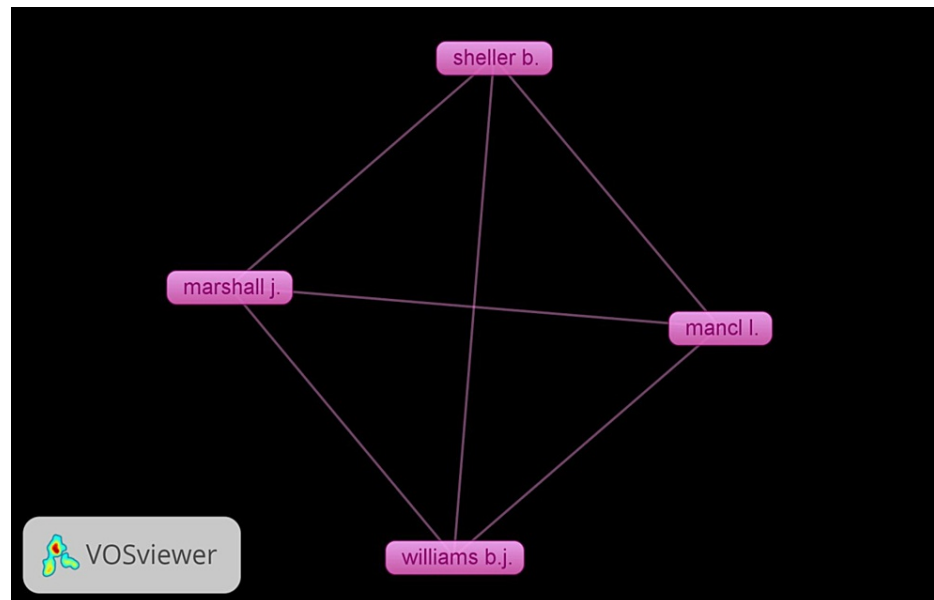 sheller b.
marshall j.
mancl l.
williams b.j.
VOSviewer